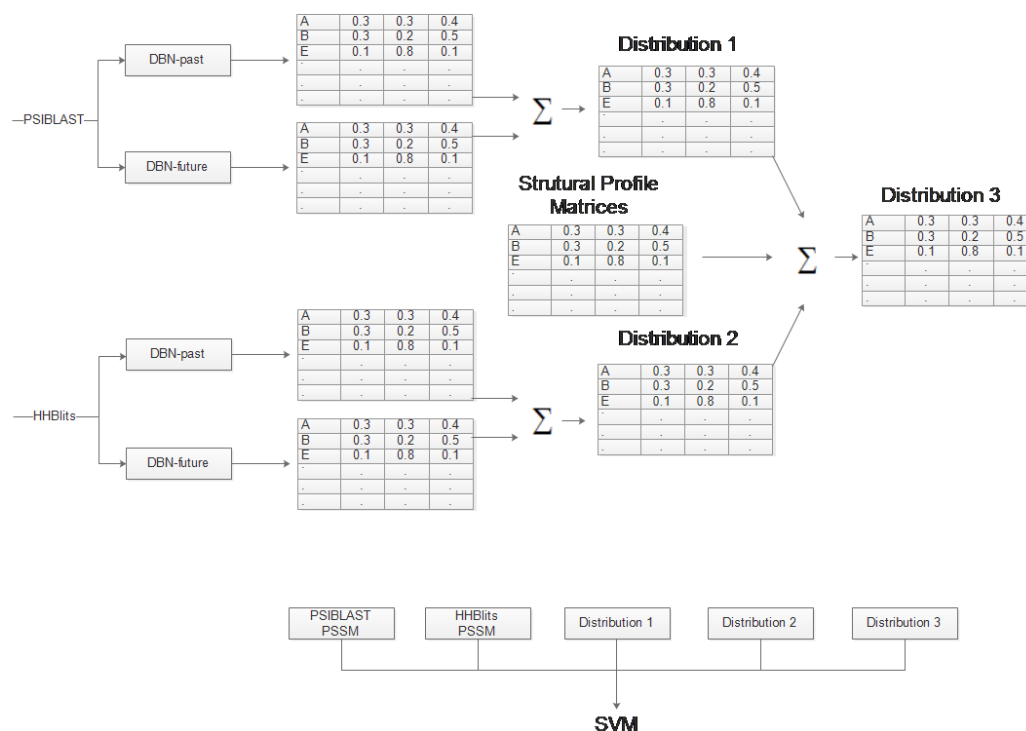 A 0.3 0.3 0.4
B 0.3 0.2 0.5
E 0.1 0.8 0.1
. . . .
. . . .
. . . .
DBN-past
PSIBLAST
DBN-future
A 0.3 0.3 0.4
B 0.3 0.2 0.5
E 0.1 0.8 0.1
. . . .
. . . .
. . . .
Σ
Distribution 1
A 0.3 0.3 0.4
B 0.3 0.2 0.5
E 0.1 0.8 0.1
. . . .
. . . .
. . . .
Strutural Profile
Matrices
A 0.3 0.3 0.4
B 0.3 0.2 0.5
E 0.1 0.8 0.1
. . . .
. . . .
. . . .
Σ
Distribution 3
A 0.3 0.3 0.4
B 0.3 0.2 0.5
E 0.1 0.8 0.1
. . . .
. . . .
. . . .
A 0.3 0.3 0.4
B 0.3 0.2 0.5
E 0.1 0.8 0.1
. . . .
. . . .
. . . .
DBN-past
HHBlits
DBN-future
A 0.3 0.3 0.4
B 0.3 0.2 0.5
E 0.1 0.8 0.1
. . . .
. . . .
. . . .
Σ
Distribution 2
A 0.3 0.3 0.4
B 0.3 0.2 0.5
E 0.1 0.8 0.1
. . . .
. . . .
. . . .
PSIBLAST
PSSM
HHBlits
PSSM
Distribution 1
Distribution 2
Distribution 3
SVM